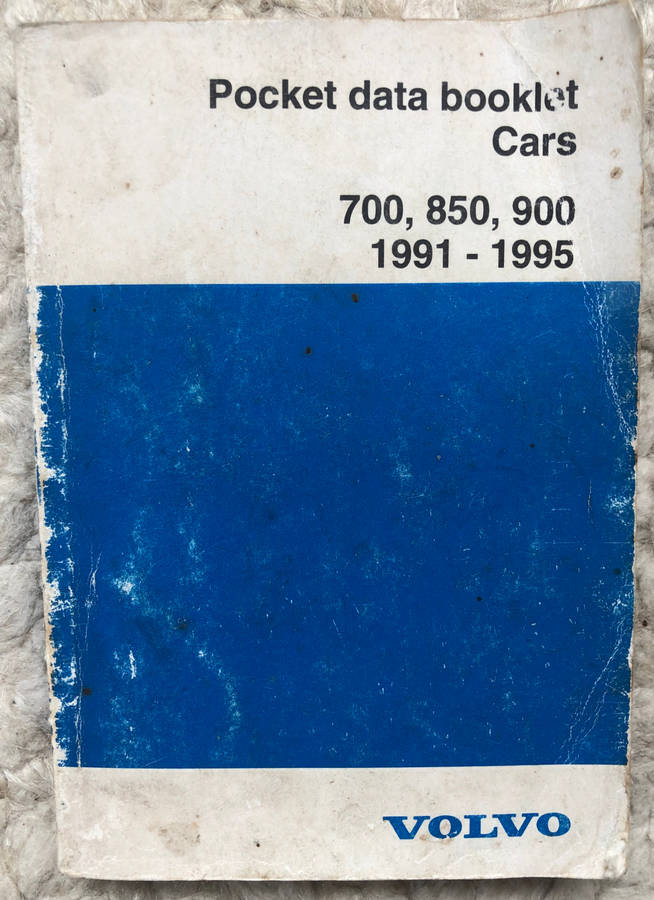 Pocket data booklet
Cars
700, 850, 900
1991 - 1995
VOLVO